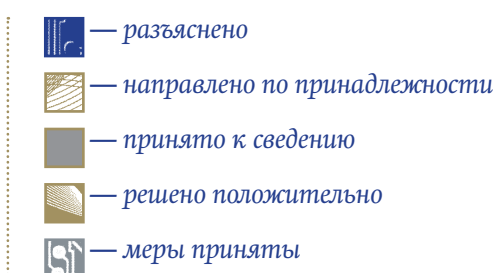 — разъяснено
— направлено по принадлежности
— принято к сведению
— решено положительно
— меры приняты